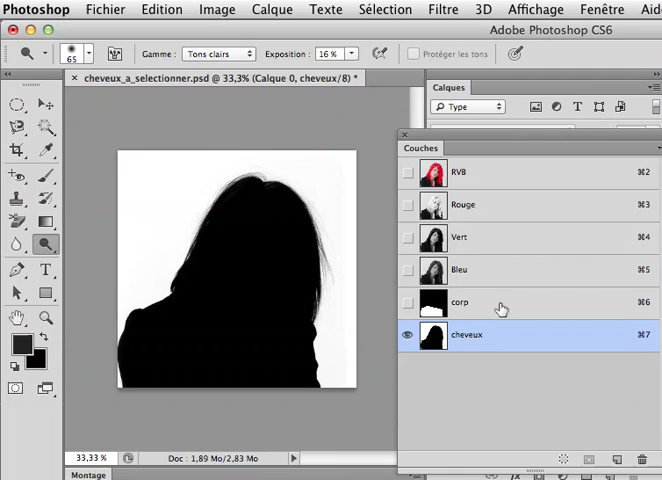 Photoshop Fichier Edition Image Calque Texte Sélection Filtre 3D Affichage Fenêtre Aid
Adobe Photoshop CS6
65 Gamme : Tons clairs Exposition : 16 % Protéger les tons
cheveux_a_selectionner.psd @ 33,3% (Calque 0, cheveux/8) *
Calques
Type
Couches
RVB ⌘2
Rouge ⌘3
Vert ⌘4
Bleu ⌘5
corp ⌘6
cheveux ⌘7
33,33 % Doc : 1,89 Mo/2,83 Mo
Montage